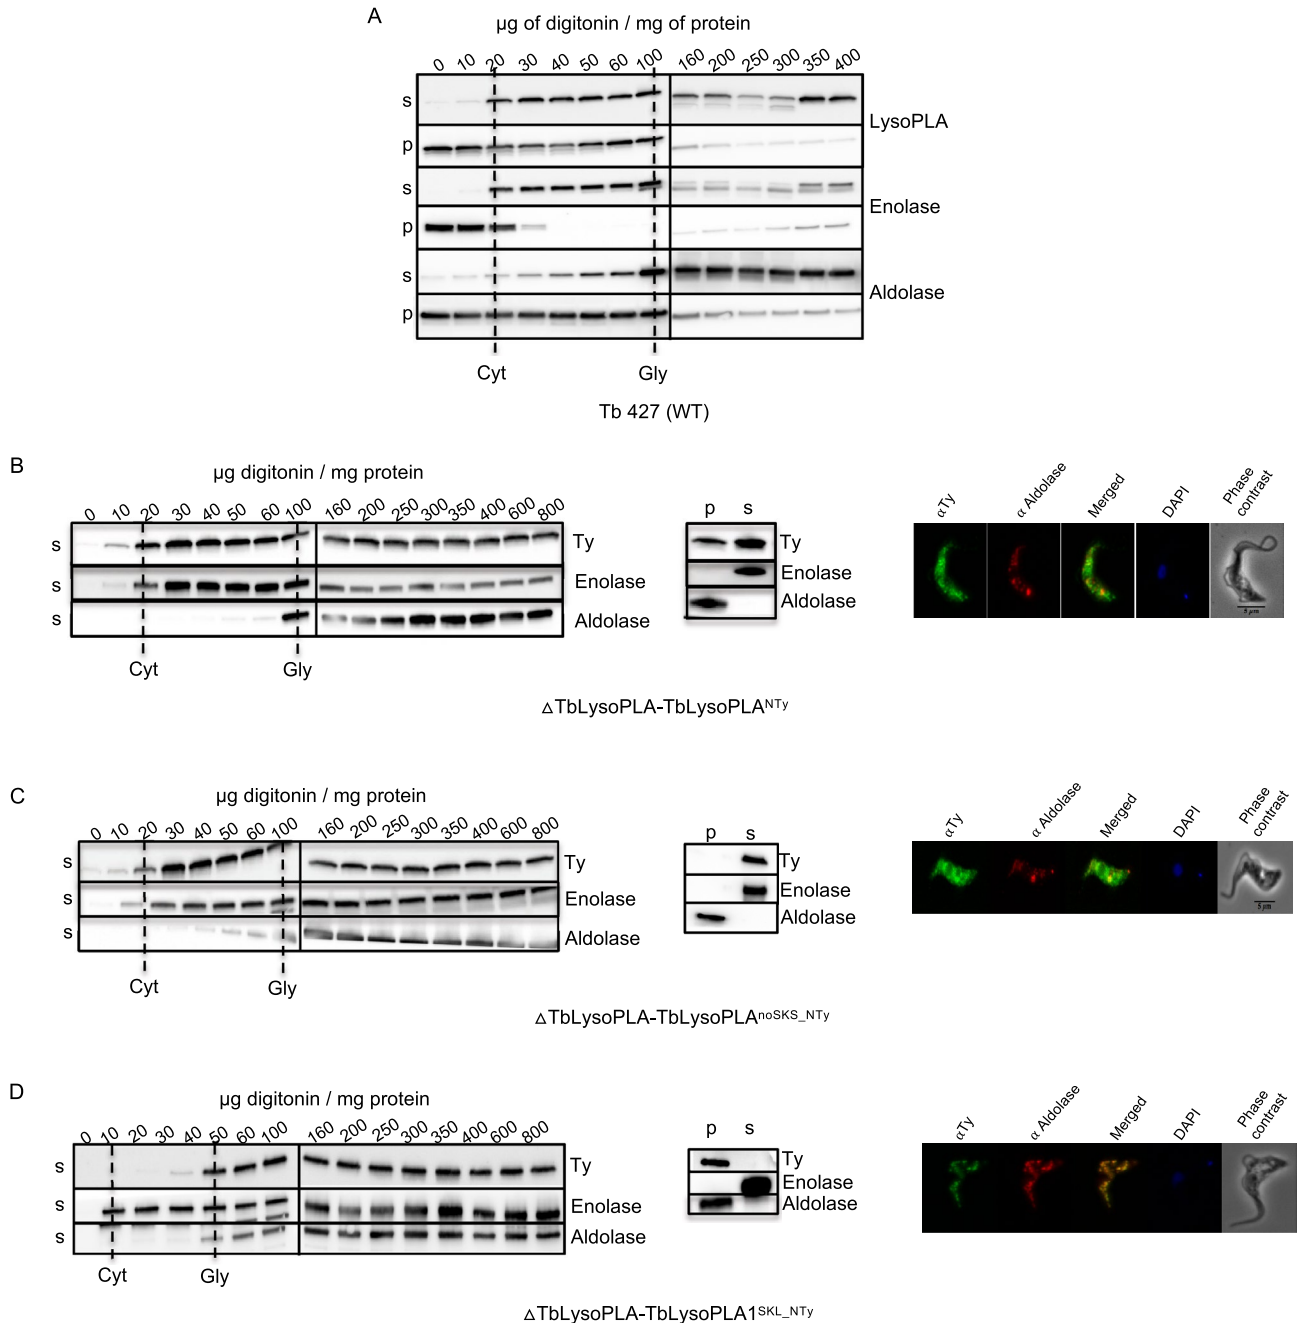 A
µg of digitonin / mg of protein
0 10 20 30 40 50 60 100 160 200 250 300 350 400
s
LysoPLA
p
s
Enolase
p
s
Aldolase
p
Cyt Gly
Tb 427 (WT)
B
µg digitonin / mg protein
0 10 20 30 40 50 60 100 160 200 250 300 350 400 600 800
p s
αTy α Aldolase Merged DAPI Phase contrast
s Ty
Ty
s Enolase
Enolase
s Aldolase
Aldolase
5 µm
Cyt Gly
△TbLysoPLA-TbLysoPLA^NTy
C
µg digitonin / mg protein
0 10 20 30 40 50 60 100 160 200 250 300 350 400 600 800
p s
αTy α Aldolase Merged DAPI Phase contrast
s Ty
Ty
s Enolase
Enolase
s Aldolase
Aldolase
5 µm
Cyt Gly
△TbLysoPLA-TbLysoPLA^noSKS_NTy
D
µg digitonin / mg protein
0 10 20 30 40 50 60 100 160 200 250 300 350 400 600 800
p s
αTy α Aldolase Merged DAPI Phase contrast
s Ty
Ty
s Enolase
Enolase
s Aldolase
Aldolase
Cyt Gly
△TbLysoPLA-TbLysoPLA1^SKL_NTy